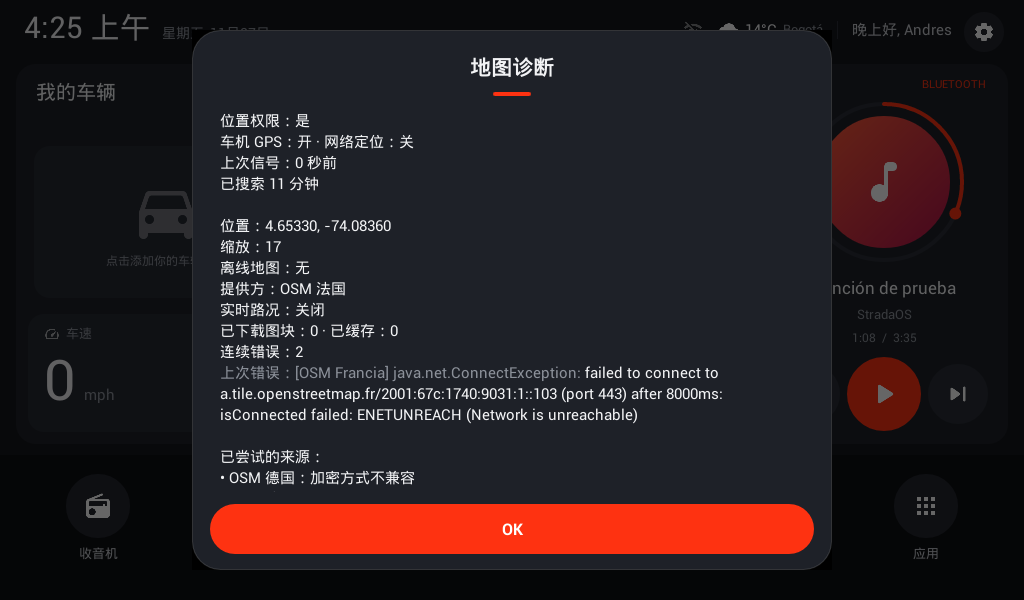 4:25 上午
14°C Bogotá
晚上好, Andres
我的车辆
BLUETOOTH
地图诊断
位置权限：是
车机 GPS：开 · 网络定位：关
上次信号：0 秒前
已搜索 11 分钟
位置：4.65330, -74.08360
缩放：17
离线地图：无
提供方：OSM 法国
实时路况：关闭
已下载图块：0 · 已缓存：0
连续错误：2
上次错误：[OSM Francia] java.net.ConnectException: failed to connect to
a.tile.openstreetmap.fr/2001:67c:1740:9031:1::103 (port 443) after 8000ms:
isConnected failed: ENETUNREACH (Network is unreachable)
已尝试的来源：
• OSM 德国：加密方式不兼容
OK
点击添加你的车
车速
0 mph
nción de prueba
StradaOS
1:08 / 3:35
收音机
应用